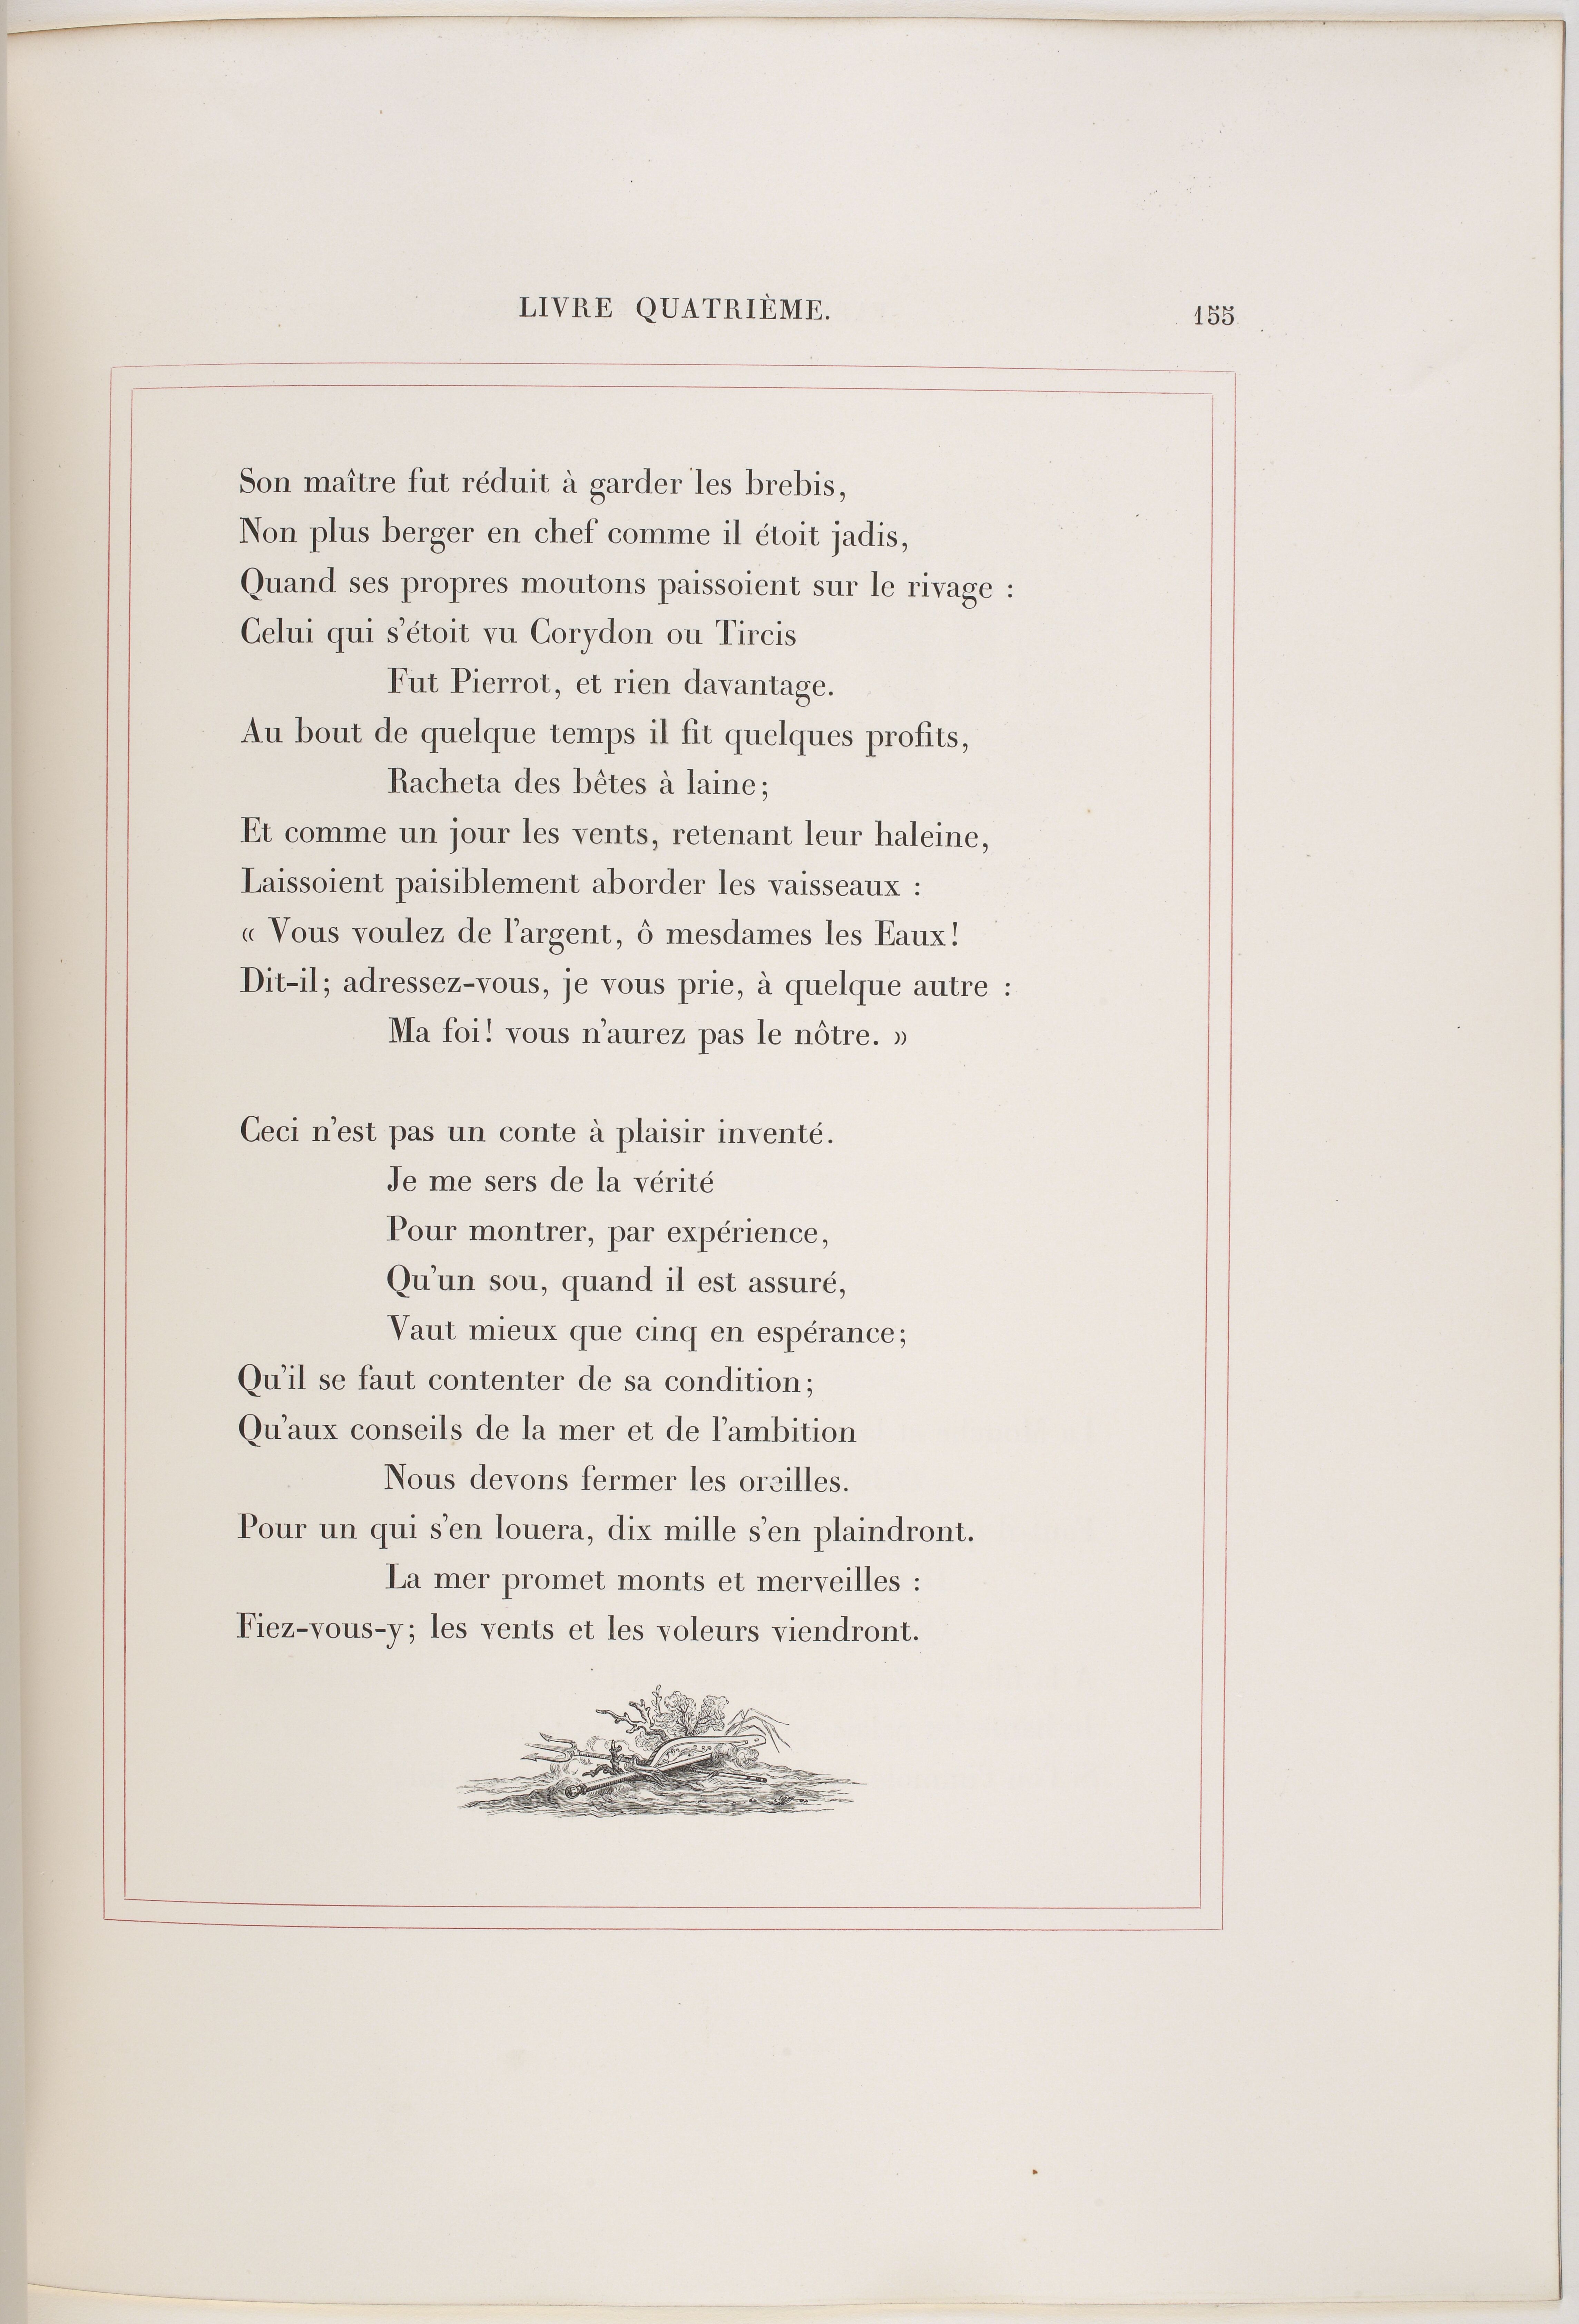 LIVRE QUATRIÈME.
155
Son maître fut réduit à garder les brebis,
Non plus berger en chef comme il étoit jadis,
Quand ses propres moutons paissoient sur le rivage :
Celui qui s'étoit vu Corydon ou Tircis
Fut Pierrot, et rien davantage.
Au bout de quelque temps il fit quelques profits,
Racheta des bêtes à laine;
Et comme un jour les vents, retenant leur haleine,
Laissoient paisiblement aborder les vaisseaux :
« Vous voulez de l'argent, ô mesdames les Eaux!
Dit-il; adressez-vous, je vous prie, à quelque autre :
Ma foi! vous n'aurez pas le nôtre. »
Ceci n'est pas un conte à plaisir inventé.
Je me sers de la vérité
Pour montrer, par expérience,
Qu'un sou, quand il est assuré,
Vaut mieux que cinq en espérance;
Qu'il se faut contenter de sa condition;
Qu'aux conseils de la mer et de l'ambition
Nous devons fermer les oreilles.
Pour un qui s'en louera, dix mille s'en plaindront.
La mer promet monts et merveilles :
Fiez-vous-y; les vents et les voleurs viendront.